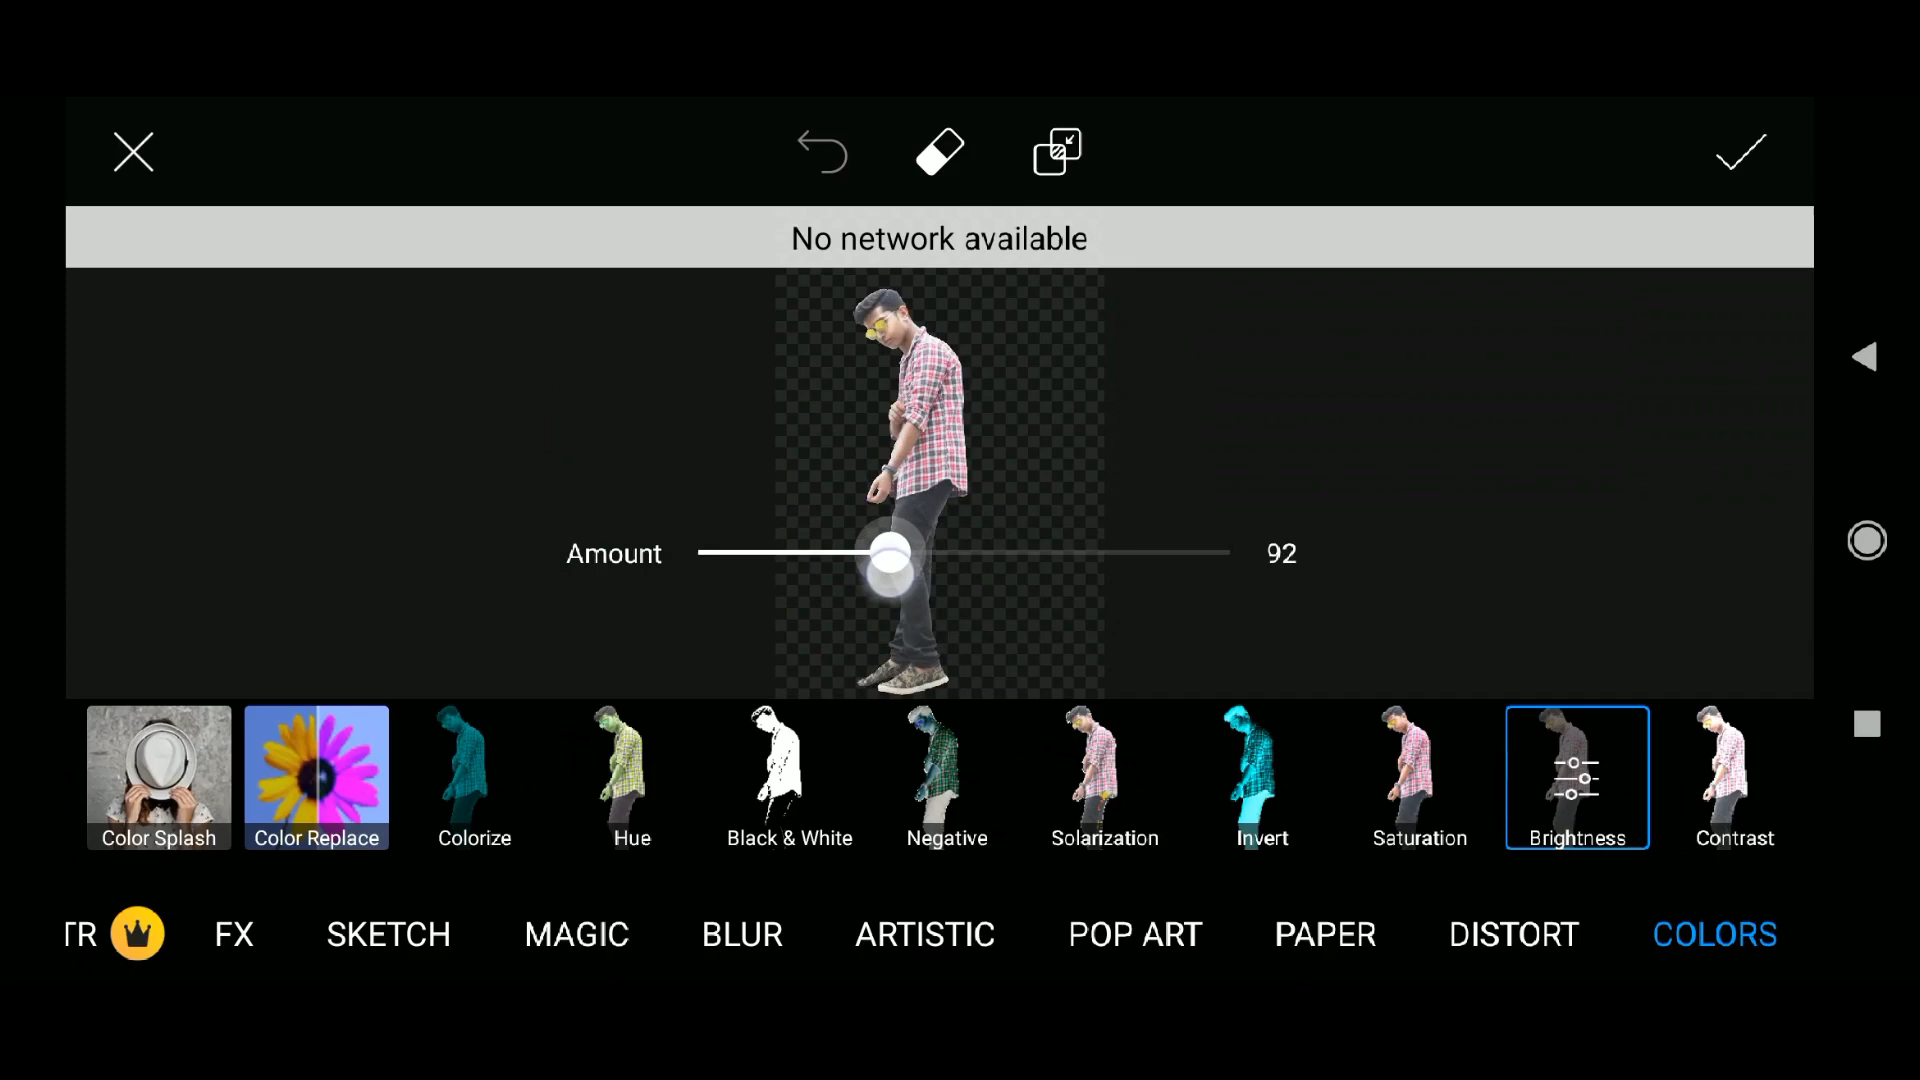 No network available
Amount 92
Color Splash Color Replace Colorize Hue Black & White Negative Solarization Invert Saturation Brightness Contrast
TR FX SKETCH MAGIC BLUR ARTISTIC POP ART PAPER DISTORT COLORS